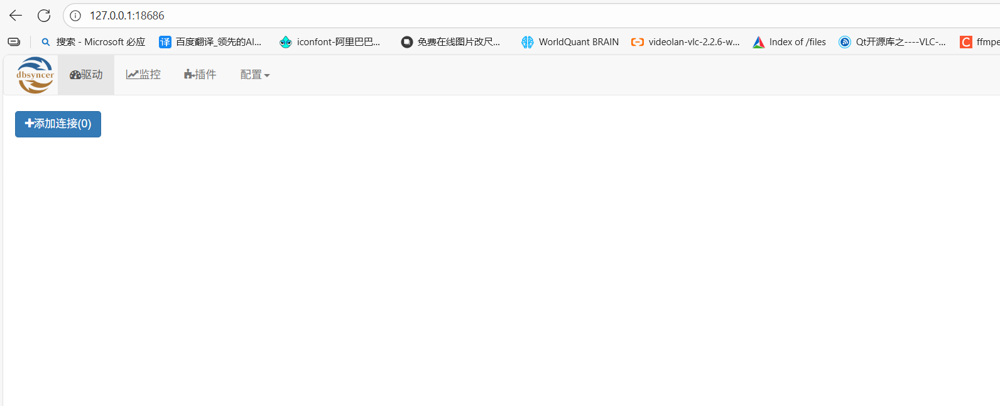 127.0.0.1:18686
搜索 - Microsoft 必应 译 百度翻译_领先的AI... iconfont-阿里巴巴... 免费在线图片改尺... WorldQuant BRAIN videolan-vlc-2.2.6-w... Index of /files Qt开源库之----VLC-... C ffmpe
dbsyncer 驱动 监控 插件 配置
添加连接(0)